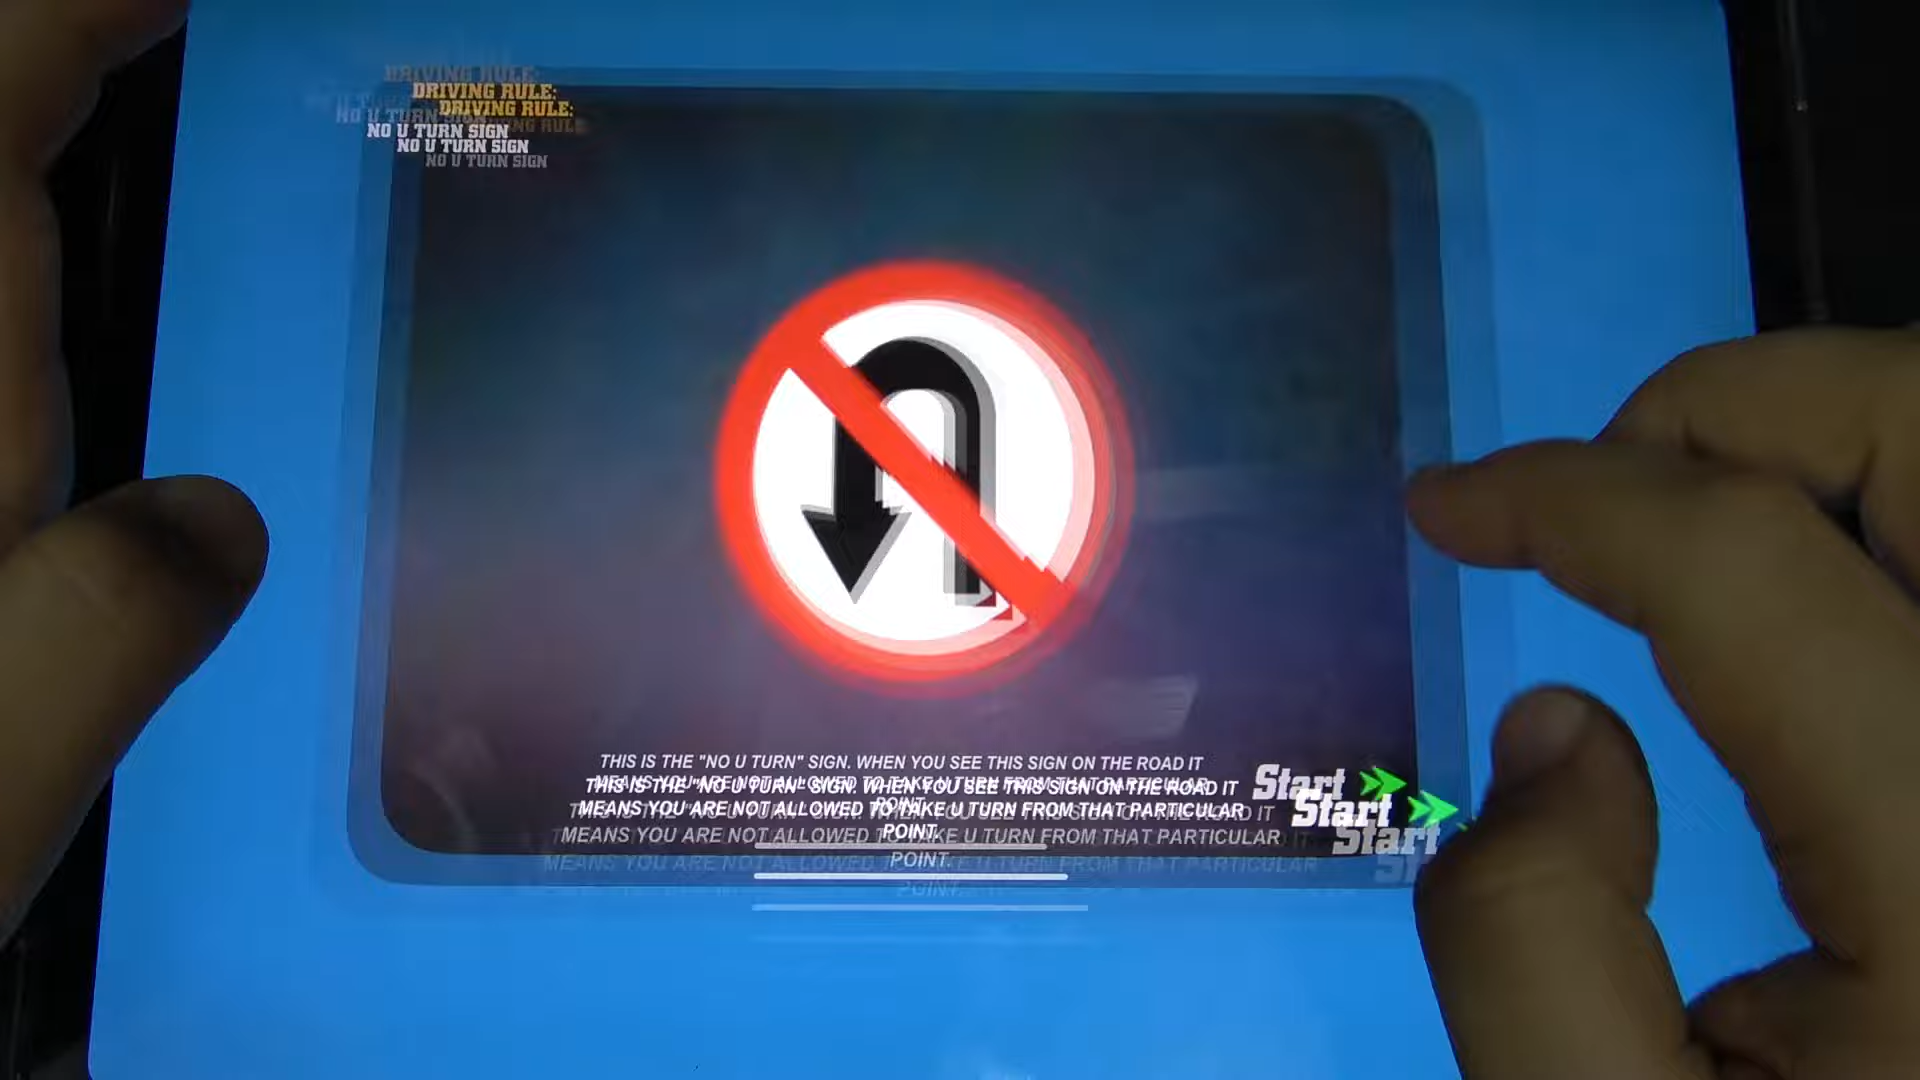 DRIVING RULE:
NO U TURN SIGN
THIS IS THE "NO U TURN" SIGN. WHEN YOU SEE THIS SIGN ON THE ROAD IT
MEANS YOU ARE NOT ALLOWED TO TAKE U TURN FROM THAT PARTICULAR
POINT.
Start